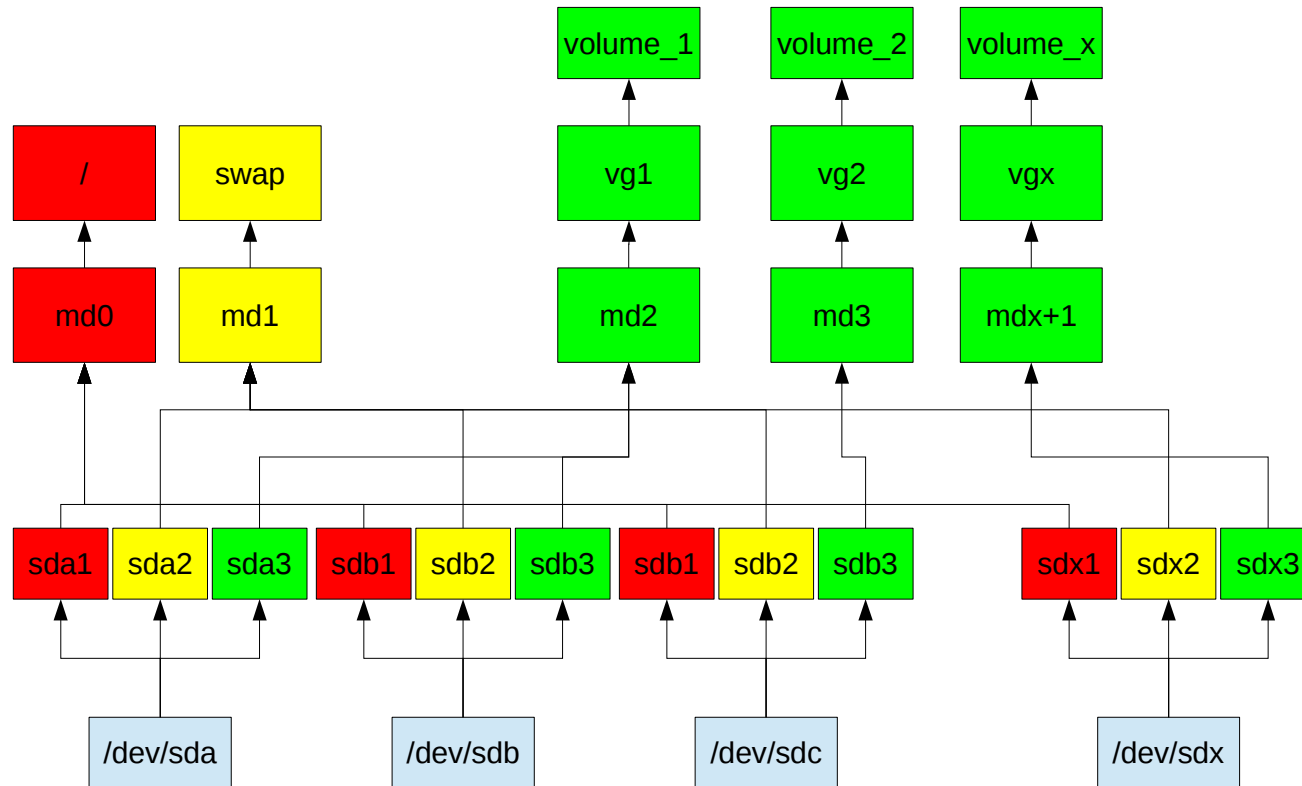 volume_1
volume_2
volume_x
/
swap
vg1
vg2
vgx
md0
md1
md2
md3
mdx+1
sda1
sda2
sda3
sdb1
sdb2
sdb3
sdb1
sdb2
sdb3
sdx1
sdx2
sdx3
/dev/sda
/dev/sdb
/dev/sdc
/dev/sdx